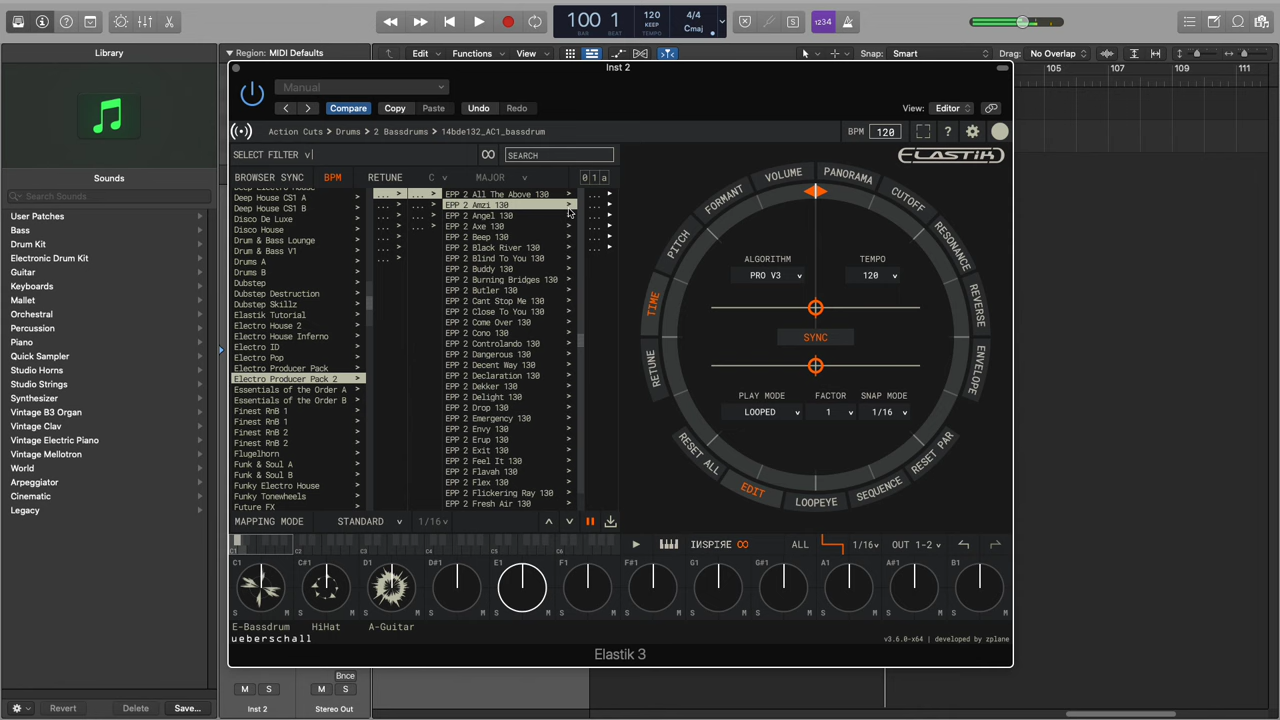 100 1
BAR BEAT
120
TEMPO
4/4
Cmaj
1234
Library
Region: MIDI Defaults
Edit Functions View
Snap: Smart
Drag: No Overlap
105 107 109 111
Inst 2
Sounds
Search Sounds
User Patches
Bass
Drum Kit
Electronic Drum Kit
Guitar
Keyboards
Mallet
Orchestral
Percussion
Piano
Quick Sampler
Studio Horns
Studio Strings
Synthesizer
Vintage B3 Organ
Vintage Clav
Vintage Electric Piano
Vintage Mellotron
World
Arpeggiator
Cinematic
Legacy
Revert Delete Save...
Manual
Compare Copy Paste Undo Redo
View: Editor
Action Cuts > Drums > 2 Bassdrums > 14bde132_AC1_bassdrum
BPM 120
SELECT FILTER v
SEARCH
ELASTIK
BROWSER SYNC BPM RETUNE C v MAJOR v 0 1 a
Deep House CS1 A
Deep House CS1 B
Disco De Luxe
Disco House
Drum & Bass Lounge
Drum & Bass V1
Drums A
Drums B
Dubstep
Dubstep Destruction
Dubstep Skillz
Elastik Tutorial
Electro House 2
Electro House Inferno
Electro ID
Electro Pop
Electro Producer Pack
Electro Producer Pack 2
Essentials of the Order A
Essentials of the Order B
Finest RnB 1
Finest RnB 1
Finest RnB 2
Finest RnB 2
Flugelhorn
Funk & Soul A
Funk & Soul B
Funky Electro House
Funky Tonewheels
Future FX
EPP 2 All The Above 130
EPP 2 Amzi 130
EPP 2 Angel 130
EPP 2 Axe 130
EPP 2 Beep 130
EPP 2 Black River 130
EPP 2 Blind To You 130
EPP 2 Buddy 130
EPP 2 Burning Bridges 130
EPP 2 Butler 130
EPP 2 Cant Stop Me 130
EPP 2 Close To You 130
EPP 2 Come Over 130
EPP 2 Cono 130
EPP 2 Controlando 130
EPP 2 Dangerous 130
EPP 2 Decent Way 130
EPP 2 Declaration 130
EPP 2 Dekker 130
EPP 2 Delight 130
EPP 2 Drop 130
EPP 2 Emergency 130
EPP 2 Envy 130
EPP 2 Erup 130
EPP 2 Exit 130
EPP 2 Feel It 130
EPP 2 Flavah 130
EPP 2 Flex 130
EPP 2 Flickering Ray 130
EPP 2 Fresh Air 130
VOLUME PANORAMA
FORMANT CUTOFF
PITCH RESONANCE
TIME REVERSE
RETUNE ENVELOPE
RESET ALL EDIT LOOPEYE SEQUENCE RESET PAR
ALGORITHM TEMPO
PRO V3 v 120 v
SYNC
PLAY MODE FACTOR SNAP MODE
LOOPED v 1 v 1/16 v
MAPPING MODE STANDARD v 1/16 v
C1 C2 C3 C4 C5 C6
INSPIRE ALL 1/16v OUT 1-2 v
C1 C#1 D1 D#1 E1 F1 F#1 G1 G#1 A1 A#1 B1
S M S M S M S M S M S M S M S M S M S M S M S M
E-Bassdrum HiHat A-Guitar
ueberschall
v3.6.0-x64 | developed by zplane
Elastik 3
Bnce
M S M S
Inst 2 Stereo Out